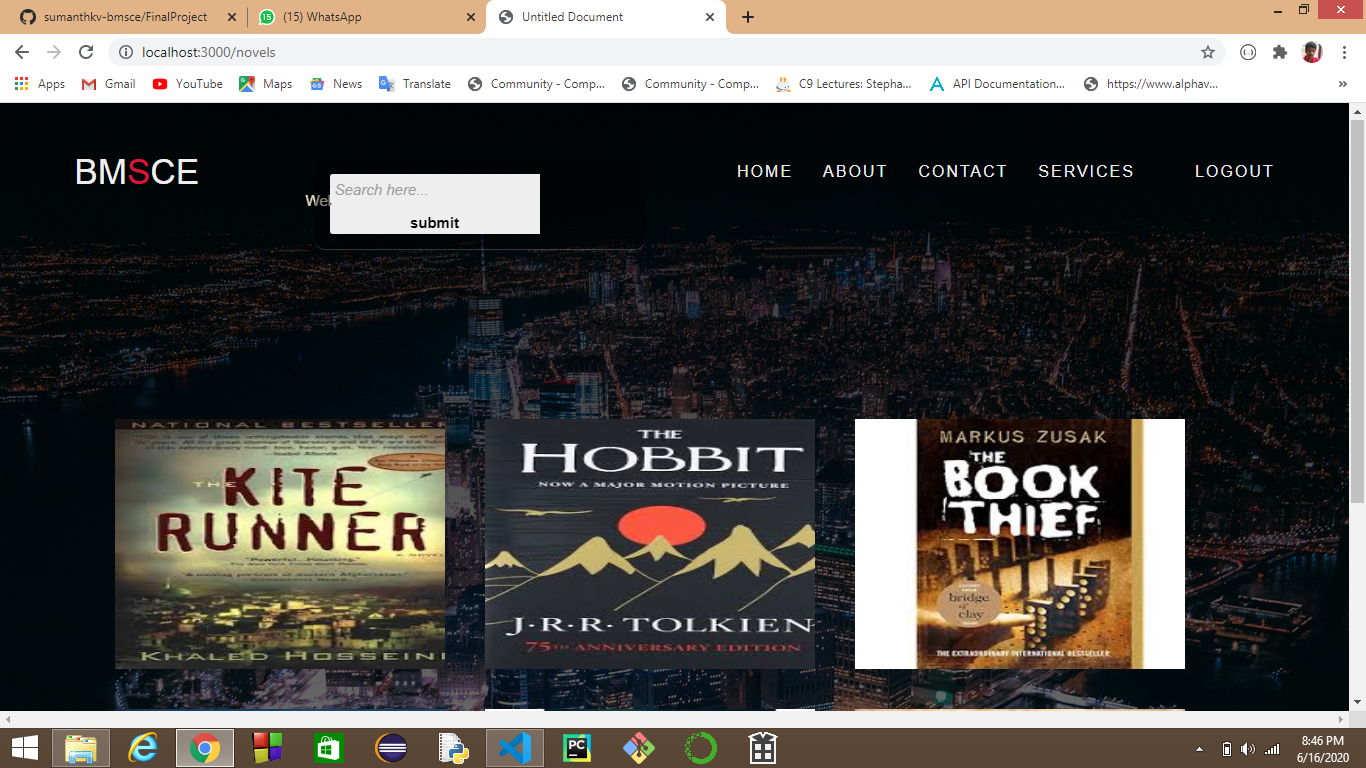 sumanthkv-bmsce/FinalProject
(15) WhatsApp
Untitled Document
localhost:3000/novels
Apps
Gmail
YouTube
Maps
News
Translate
Community - Comp...
Community - Comp...
C9 Lectures: Stepha...
API Documentation...
https://www.alphav...
BMSCE
HOME
ABOUT
CONTACT
SERVICES
LOGOUT
Search here...
Wel
submit
NATIONAL BESTSELLER
THE
KITE
RUNNER
A NOVEL
KHALED HOSSEINI
THE
HOBBIT
NOW A MAJOR MOTION PICTURE
J·R·R· TOLKIEN
75TH ANNIVERSARY EDITION
MARKUS ZUSAK
THE
BOOK
THIEF
bridge
of
clay
THE EXTRAORDINARY INTERNATIONAL BESTSELLER
PC
8:46 PM
6/16/2020